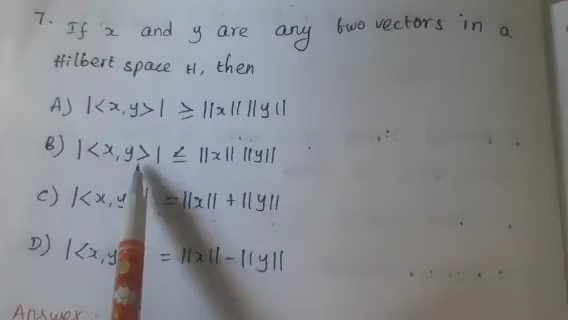 7. If x and y are any two vectors in a
Hilbert space H, then
A) |<x,y>| ≥ ||x|| ||y||
B) |<x,y>| ≤ ||x|| ||y||
C) |<x,y | = ||x|| + ||y||
D) |<x,y = ||x|| - ||y||
Answer: